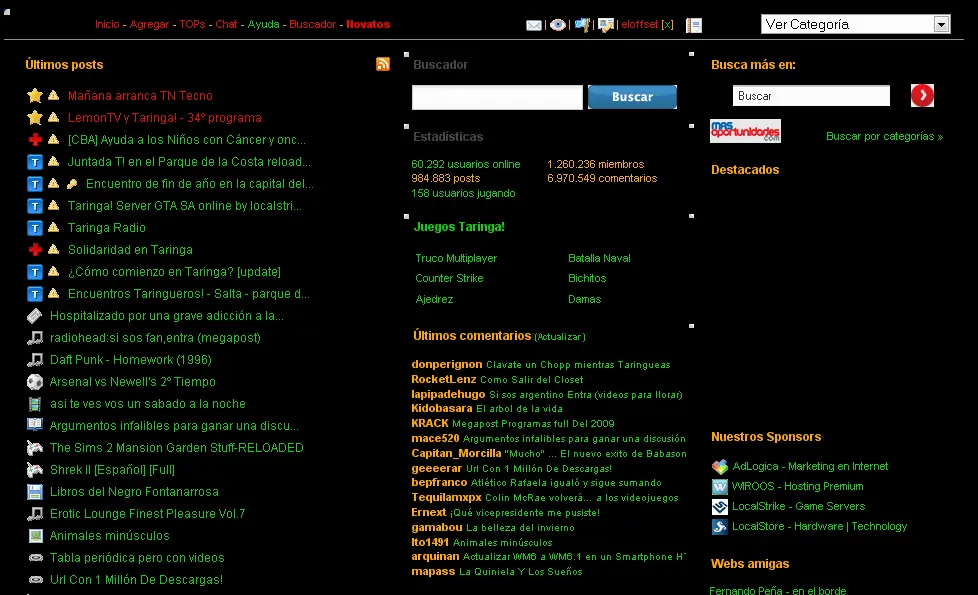 Inicio - Agregar - TOPs - Chat - Ayuda - Buscador - Novatos
eloffset [x]
Ver Categoría
Últimos posts
Mañana arranca TN Tecno
LemonTV y Taringa! - 34º programa
[CBA] Ayuda a los Niños con Cáncer y onc...
Juntada T! en el Parque de la Costa reload...
Encuentro de fin de año en la capital del...
Taringa! Server GTA SA online by localstri...
Taringa Radio
Solidaridad en Taringa
¿Cómo comienzo en Taringa? [update]
Encuentros Taringueros! - Salta - parque d...
Hospitalizado por una grave adicción a la...
radiohead:si sos fan,entra (megapost)
Daft Punk - Homework (1996)
Arsenal vs Newell's 2º Tiempo
asi te ves vos un sabado a la noche
Argumentos infalibles para ganar una discu...
The Sims 2 Mansion Garden Stuff-RELOADED
Shrek II [Español] [Full]
Libros del Negro Fontanarrosa
Erotic Lounge Finest Pleasure Vol.7
Animales minúsculos
Tabla periódica pero con videos
Url Con 1 Millón De Descargas!
Buscador
Buscar
Estadísticas
60.292 usuarios online 1.260.236 miembros
984.883 posts 6.970.549 comentarios
158 usuarios jugando
Juegos Taringa!
Truco Multiplayer Batalla Naval
Counter Strike Bichitos
Ajedrez Damas
Últimos comentarios (Actualizar)
donperignon Clavate un Chopp mientras Taringueas
RocketLenz Como Salir del Closet
lapipadehugo Si sos argentino Entra (videos para llorar)
Kidobasara El arbol de la vida
KRACK Megapost Programas full Del 2009
mace520 Argumentos infalibles para ganar una discusión
Capitan_Morcilla "Mucho" ... El nuevo exito de Babason
geeeerar Url Con 1 Millón De Descargas!
bepfranco Atlético Rafaela igualó y sigue sumando
Tequilamxpx Colin McRae volverá... a los videojuegos
Ernext ¡Qué vicepresidente me pusiste!
gamabou La belleza del invierno
Ito1491 Animales minúsculos
arquinan Actualizar WM6 a WM6.1 en un Smartphone H
mapass La Quiniela Y Los Sueños
Busca más en:
Buscar
mas oportunidades.com
Buscar por categorías »
Destacados
Nuestros Sponsors
AdLogica - Marketing en Internet
WIROOS - Hosting Premium
LocalStrike - Game Servers
LocalStore - Hardware | Technology
Webs amigas
Fernando Peña - en el borde